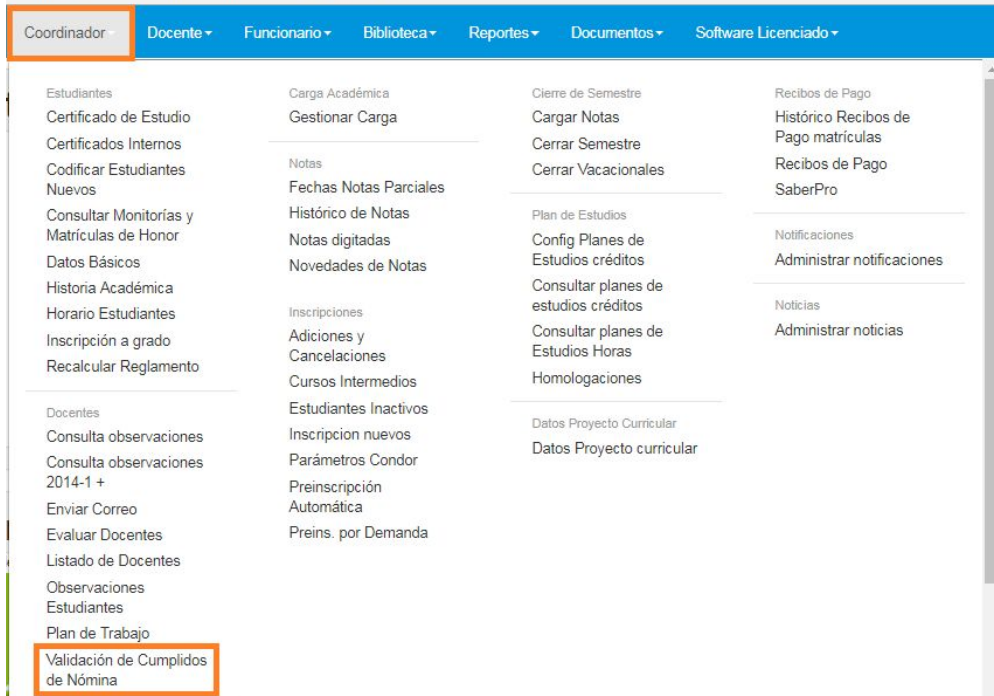 Coordinador
Docente
Funcionario
Biblioteca
Reportes
Documentos
Software Licenciado
Estudiantes
Certificado de Estudio
Certificados Internos
Codificar Estudiantes
Nuevos
Consultar Monitorías y
Matrículas de Honor
Datos Básicos
Historia Académica
Horario Estudiantes
Inscripción a grado
Recalcular Reglamento
Docentes
Consulta observaciones
Consulta observaciones
2014-1 +
Enviar Correo
Evaluar Docentes
Listado de Docentes
Observaciones
Estudiantes
Plan de Trabajo
Validación de Cumplidos
de Nómina
Carga Académica
Gestionar Carga
Notas
Fechas Notas Parciales
Histórico de Notas
Notas digitadas
Novedades de Notas
Inscripciones
Adiciones y
Cancelaciones
Cursos Intermedios
Estudiantes Inactivos
Inscripcion nuevos
Parámetros Condor
Preinscripción
Automática
Preins. por Demanda
Cierre de Semestre
Cargar Notas
Cerrar Semestre
Cerrar Vacacionales
Plan de Estudios
Config Planes de
Estudios créditos
Consultar planes de
estudios créditos
Consultar planes de
Estudios Horas
Homologaciones
Datos Proyecto Curricular
Datos Proyecto curricular
Recibos de Pago
Histórico Recibos de
Pago matrículas
Recibos de Pago
SaberPro
Notificaciones
Administrar notificaciones
Noticias
Administrar noticias